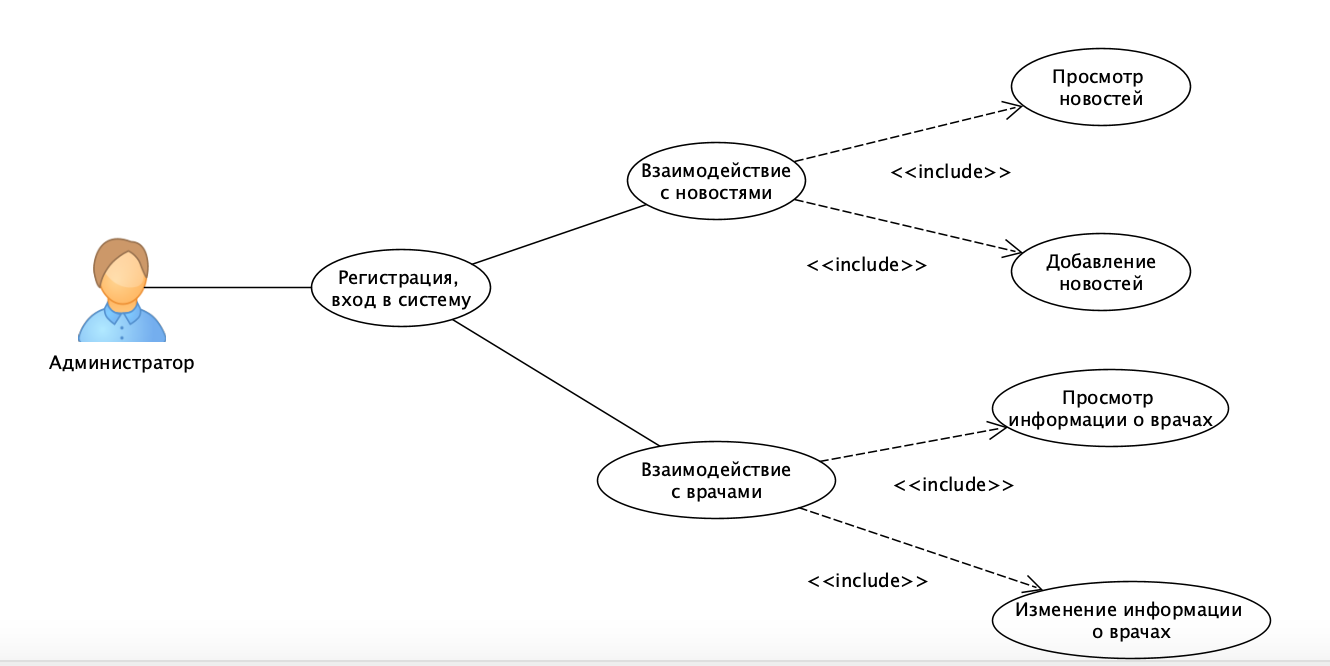 Просмотр
новостей
Взаимодействие
с новостями
<<include>>
<<include>>
Добавление
новостей
Регистрация,
вход в систему
Администратор
Просмотр
информации о врачах
Взаимодействие
с врачами
<<include>>
<<include>>
Изменение информации
о врачах